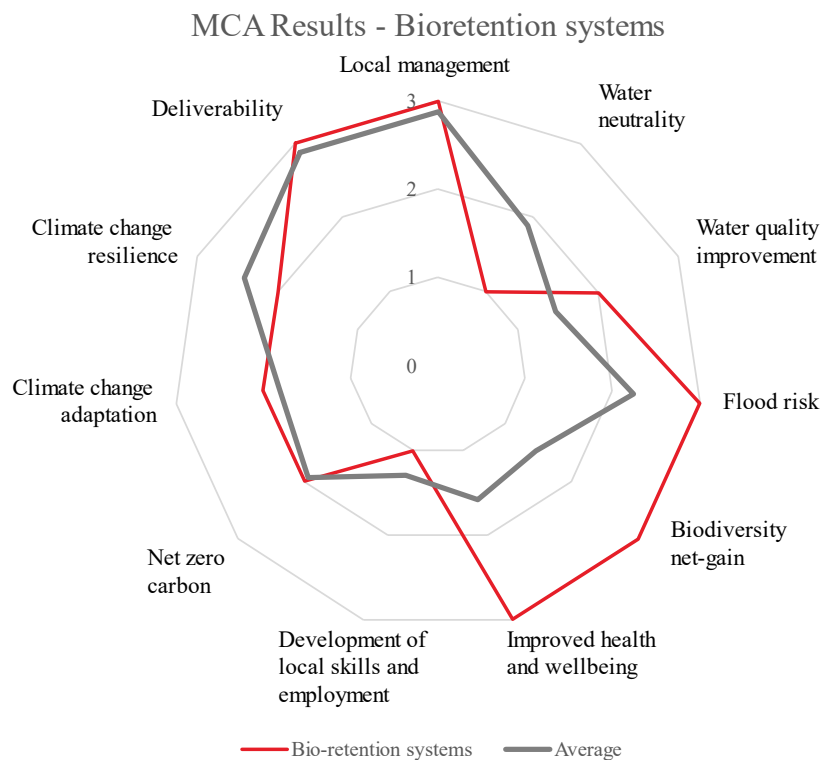 MCA Results - Bioretention systems
Local management
Water
neutrality
Water quality
improvement
Flood risk
Biodiversity
net-gain
Improved health
and wellbeing
Development of
local skills and
employment
Net zero
carbon
Climate change
adaptation
Climate change
resilience
Deliverability
3
2
1
0
Bio-retention systems
Average